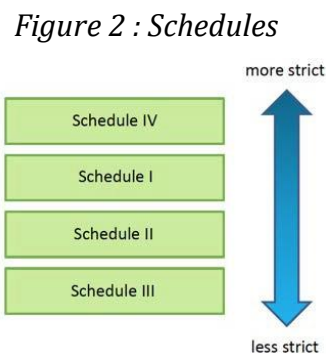 Figure 2 : Schedules
more strict
Schedule IV
Schedule I
Schedule II
Schedule III
less strict